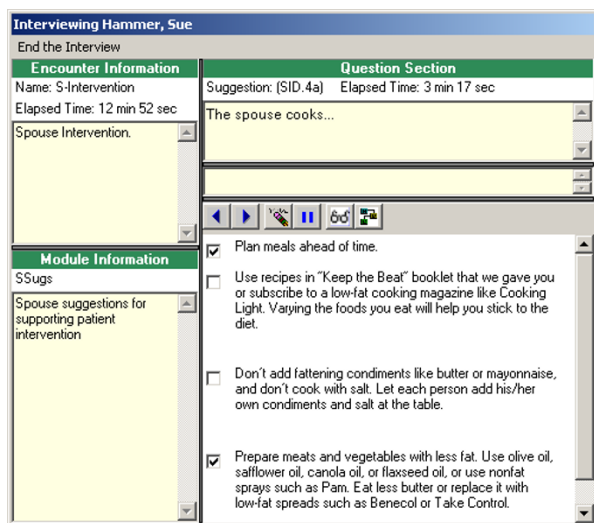 Interviewing Hammer, Sue
End the Interview
Encounter Information
Name: S-Intervention
Elapsed Time: 12 min 52 sec
Spouse Intervention.
Module Information
SSugs
Spouse suggestions for
supporting patient
intervention
Question Section
Suggestion: (SID.4a) Elapsed Time: 3 min 17 sec
The spouse cooks...
Plan meals ahead of time.
Use recipes in "Keep the Beat" booklet that we gave you
or subscribe to a low-fat cooking magazine like Cooking
Light. Varying the foods you eat will help you stick to the
diet.
Don´t add fattening condiments like butter or mayonnaise,
and don´t cook with salt. Let each person add his/her
own condiments and salt at the table.
Prepare meats and vegetables with less fat. Use olive oil,
safflower oil, canola oil, or flaxseed oil, or use nonfat
sprays such as Pam. Eat less butter or replace it with
low-fat spreads such as Benecol or Take Control.